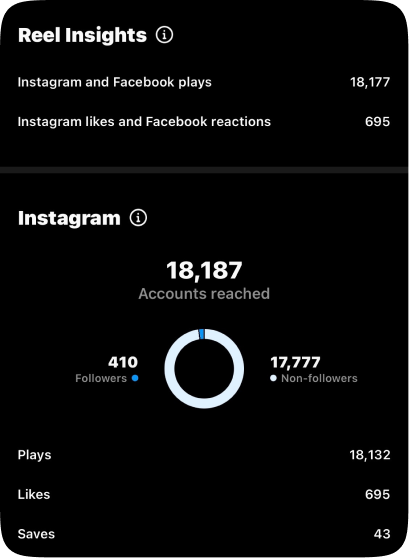 Reel Insights
Instagram and Facebook plays 18,177
Instagram likes and Facebook reactions 695
Instagram
18,187
Accounts reached
410 17,777
Followers Non-followers
Plays 18,132
Likes 695
Saves 43